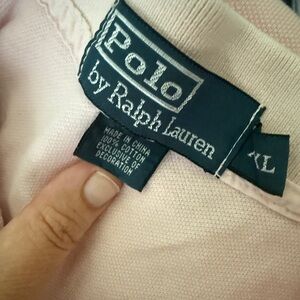 Polo
by Ralph Lauren
XL
MADE IN CHINA
100% COTTON
EXCLUSIVE OF
DECORATION